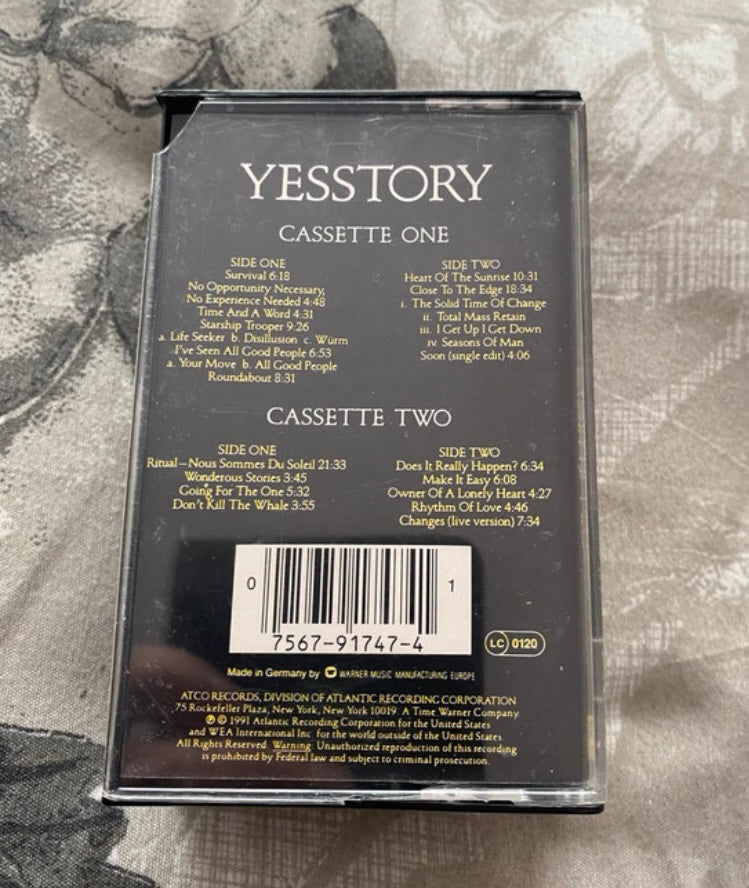 YESSTORY
CASSETTE ONE
SIDE ONE
Survival 6:18
No Opportunity Necessary,
No Experience Needed 4:48
Time And A Word 4:31
Starship Trooper 9:26
a. Life Seeker b. Disillusion c. Würm
I've Seen All Good People 6:53
a. Your Move b. All Good People
Roundabout 8:31
SIDE TWO
Heart Of The Sunrise 10:31
Close To The Edge 18:34
i. The Solid Time Of Change
ii. Total Mass Retain
iii. I Get Up I Get Down
iv. Seasons Of Man
Soon (single edit) 4:06
CASSETTE TWO
SIDE ONE
Ritual—Nous Sommes Du Soleil 21:33
Wonderous Stories 3:45
Going For The One 5:32
Don't Kill The Whale 3:55
SIDE TWO
Does It Really Happen? 6:34
Make It Easy 6:08
Owner Of A Lonely Heart 4:27
Rhythm Of Love 4:46
Changes (live version) 7:34
0 1
7567-91747-4
LC 0120
Made in Germany by WARNER MUSIC MANUFACTURING EUROPE
ATCO RECORDS, DIVISION OF ATLANTIC RECORDING CORPORATION
75 Rockefeller Plaza, New York, New York 10019. A Time Warner Company.
℗ © 1991 Atlantic Recording Corporation for the United States
and WEA International Inc. for the world outside of the United States.
All Rights Reserved. Warning: Unauthorized reproduction of this recording
is prohibited by Federal law and subject to criminal prosecution.